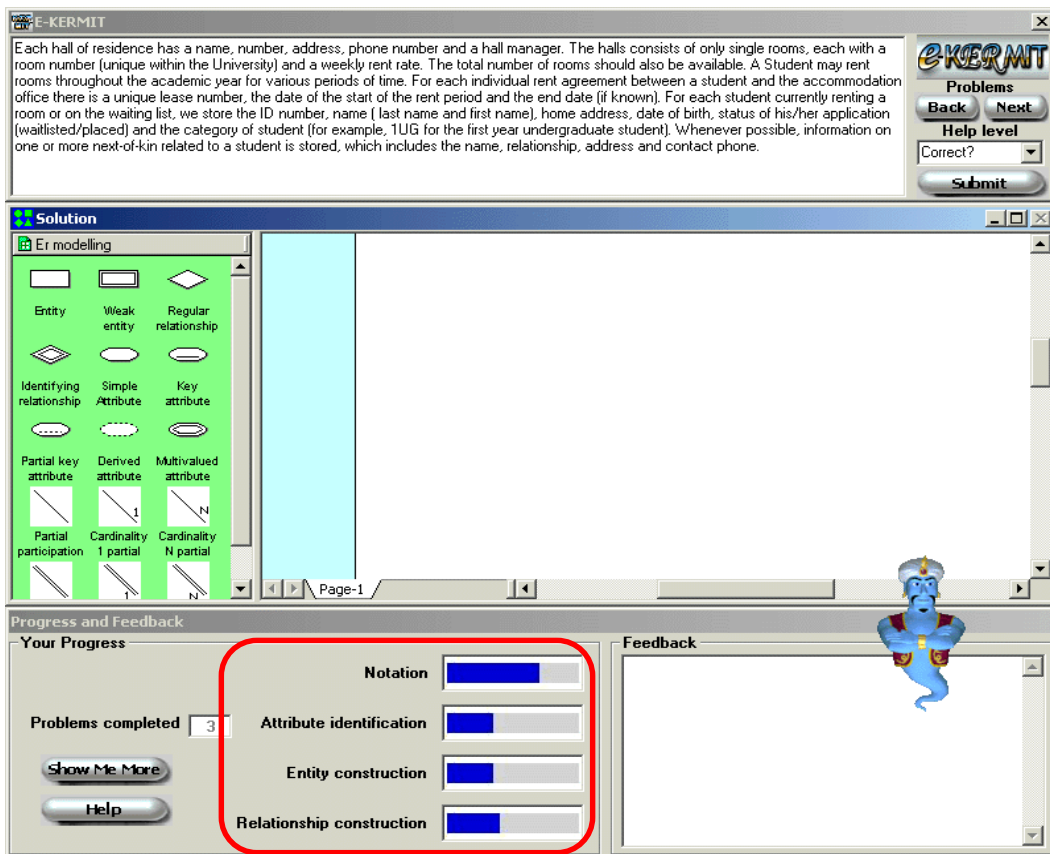 E-KERMIT
Each hall of residence has a name, number, address, phone number and a hall manager. The halls consists of only single rooms, each with a
room number (unique within the University) and a weekly rent rate. The total number of rooms should also be available. A Student may rent
rooms throughout the academic year for various periods of time. For each individual rent agreement between a student and the accommodation
office there is a unique lease number, the date of the start of the rent period and the end date (if known). For each student currently renting a
room or on the waiting list, we store the ID number, name ( last name and first name), home address, date of birth, status of his/her application
(waitlisted/placed) and the category of student (for example, 1UG for the first year undergraduate student). Whenever possible, information on
one or more next-of-kin related to a student is stored, which includes the name, relationship, address and contact phone.
e-KERMIT
Problems
Back Next
Help level
Correct?
Submit
Solution
Er modelling
Entity Weak Regular
entity relationship
Identifying Simple Key
relationship Attribute attribute
Partial key Derived Multivalued
attribute attribute attribute
1 N
Partial Cardinality Cardinality
participation 1 partial N partial
1 N
Page-1
Progress and Feedback
Your Progress
Notation
Problems completed 3
Attribute identification
Show Me More
Entity construction
Help
Relationship construction
Feedback